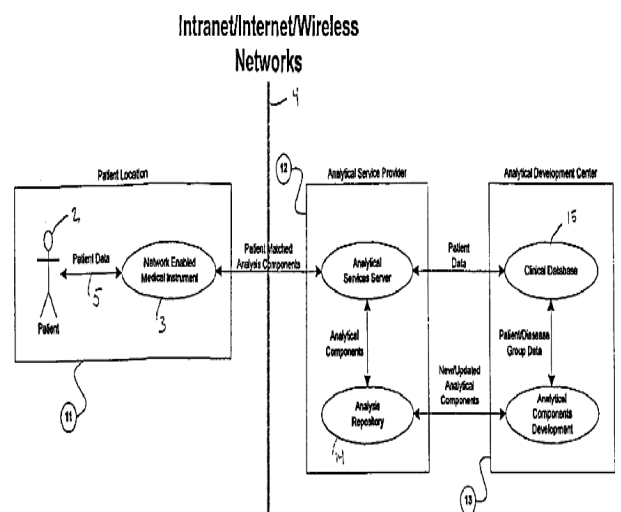 Intranet/Internet/Wireless
Networks
4
12
Patient Location
Analytical Service Provider
Analytical Development Center
2
15
Patient Data
Network Enabled
Medical Instrument
Patient Matched
Analysis Components
Analytical
Services Server
Patient
Data
Clinical Database
5
3
Patient
Analytical
Components
Patient/Diasease
Group Data
New/Updated
Analytical
Components
11
Analysis
Repository
Analytical
Components
Development
14
13